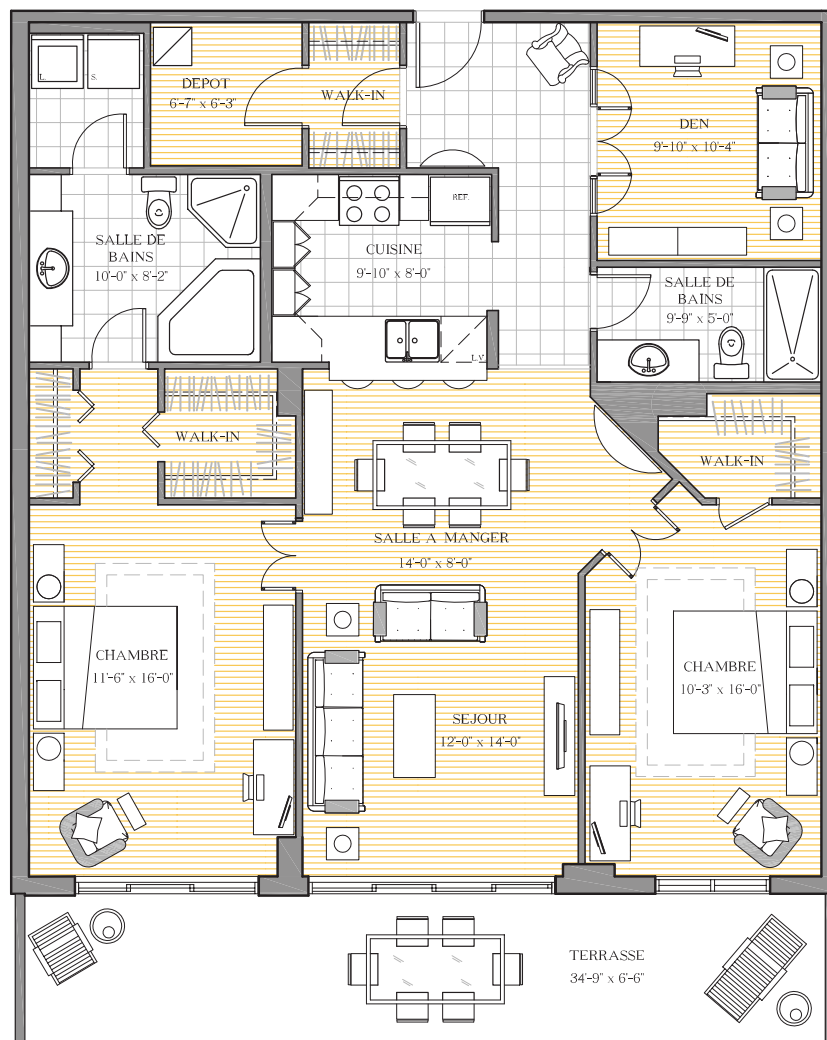 L.
S.
DEPOT
6'-7" x 6'-3"
WALK-IN
DEN
9'-10" x 10'-4"
REF.
CUISINE
9'-10" x 8'-0"
SALLE DE
BAINS
10'-0" x 8'-2"
SALLE DE
BAINS
9'-9" x 5'-0"
L.V.
WALK-IN
WALK-IN
SALLE A MANGER
14'-0" x 8'-0"
CHAMBRE
11'-6" x 16'-0"
CHAMBRE
10'-3" x 16'-0"
SEJOUR
12'-0" x 14'-0"
TERRASSE
34'-9" x 6'-6"